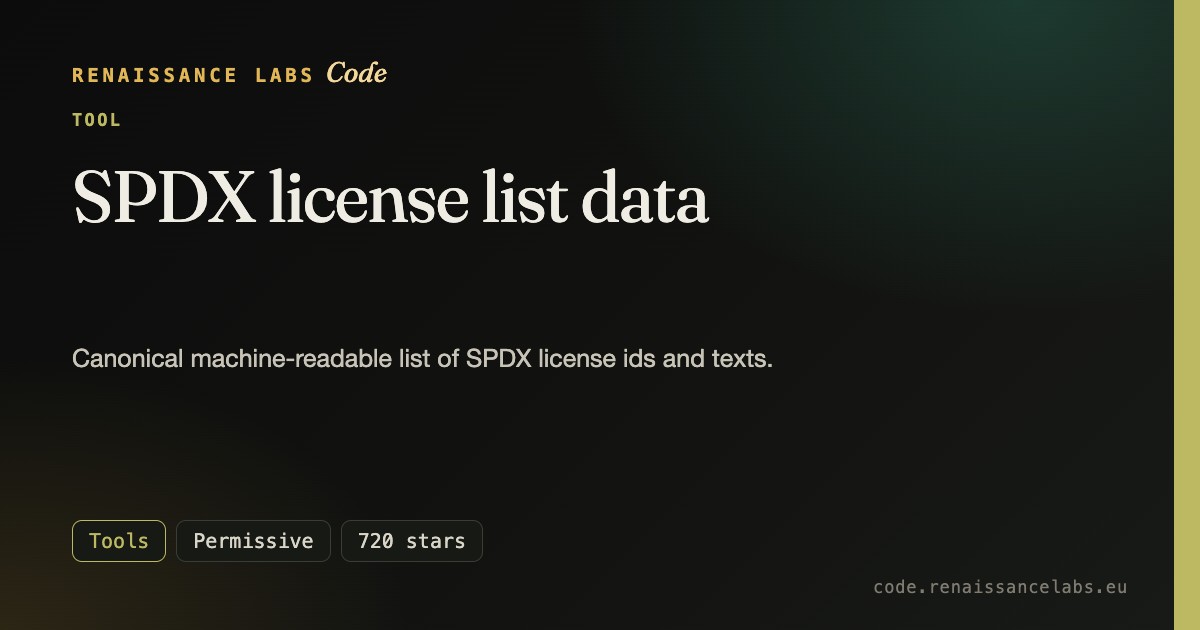 RENAISSANCE LABS Code
TOOL
SPDX license list data
Canonical machine-readable list of SPDX license ids and texts.
Tools Permissive 720 stars
code.renaissancelabs.eu